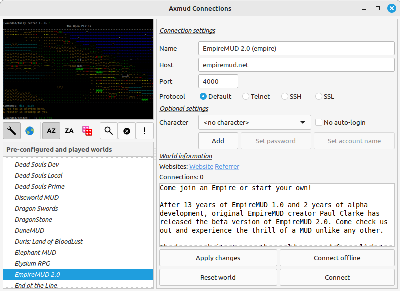 Axmud Connections
Connection settings
Name
EmpireMUD 2.0 (empire)
Host
empiremud.net
Port
4000
Protocol
Default
Telnet
SSH
SSL
Optional settings
Character
<no character>
No auto-login
Add
Set password
Set account name
World information
Websites: Website Referrer
Connections: 0
Come join an Empire or start your own!
After 13 years of EmpireMUD 1.0 and 2 years of alpha
development, original EmpireMUD creator Paul Clarke has
released the beta version of EmpireMUD 2.0. Come check us
out and experience the thrill of a MUD unlike any other.
Apply changes
Connect offline
Reset world
Connect
AZ
ZA
!
Pre-configured and played worlds
Dead Souls Dev
Dead Souls Local
Dead Souls Prime
Discworld MUD
Dragon Swords
DragonStone
DuneMUD
Duris: Land of BloodLust
Elephant MUD
Elysium RPG
EmpireMUD 2.0
End of the Line